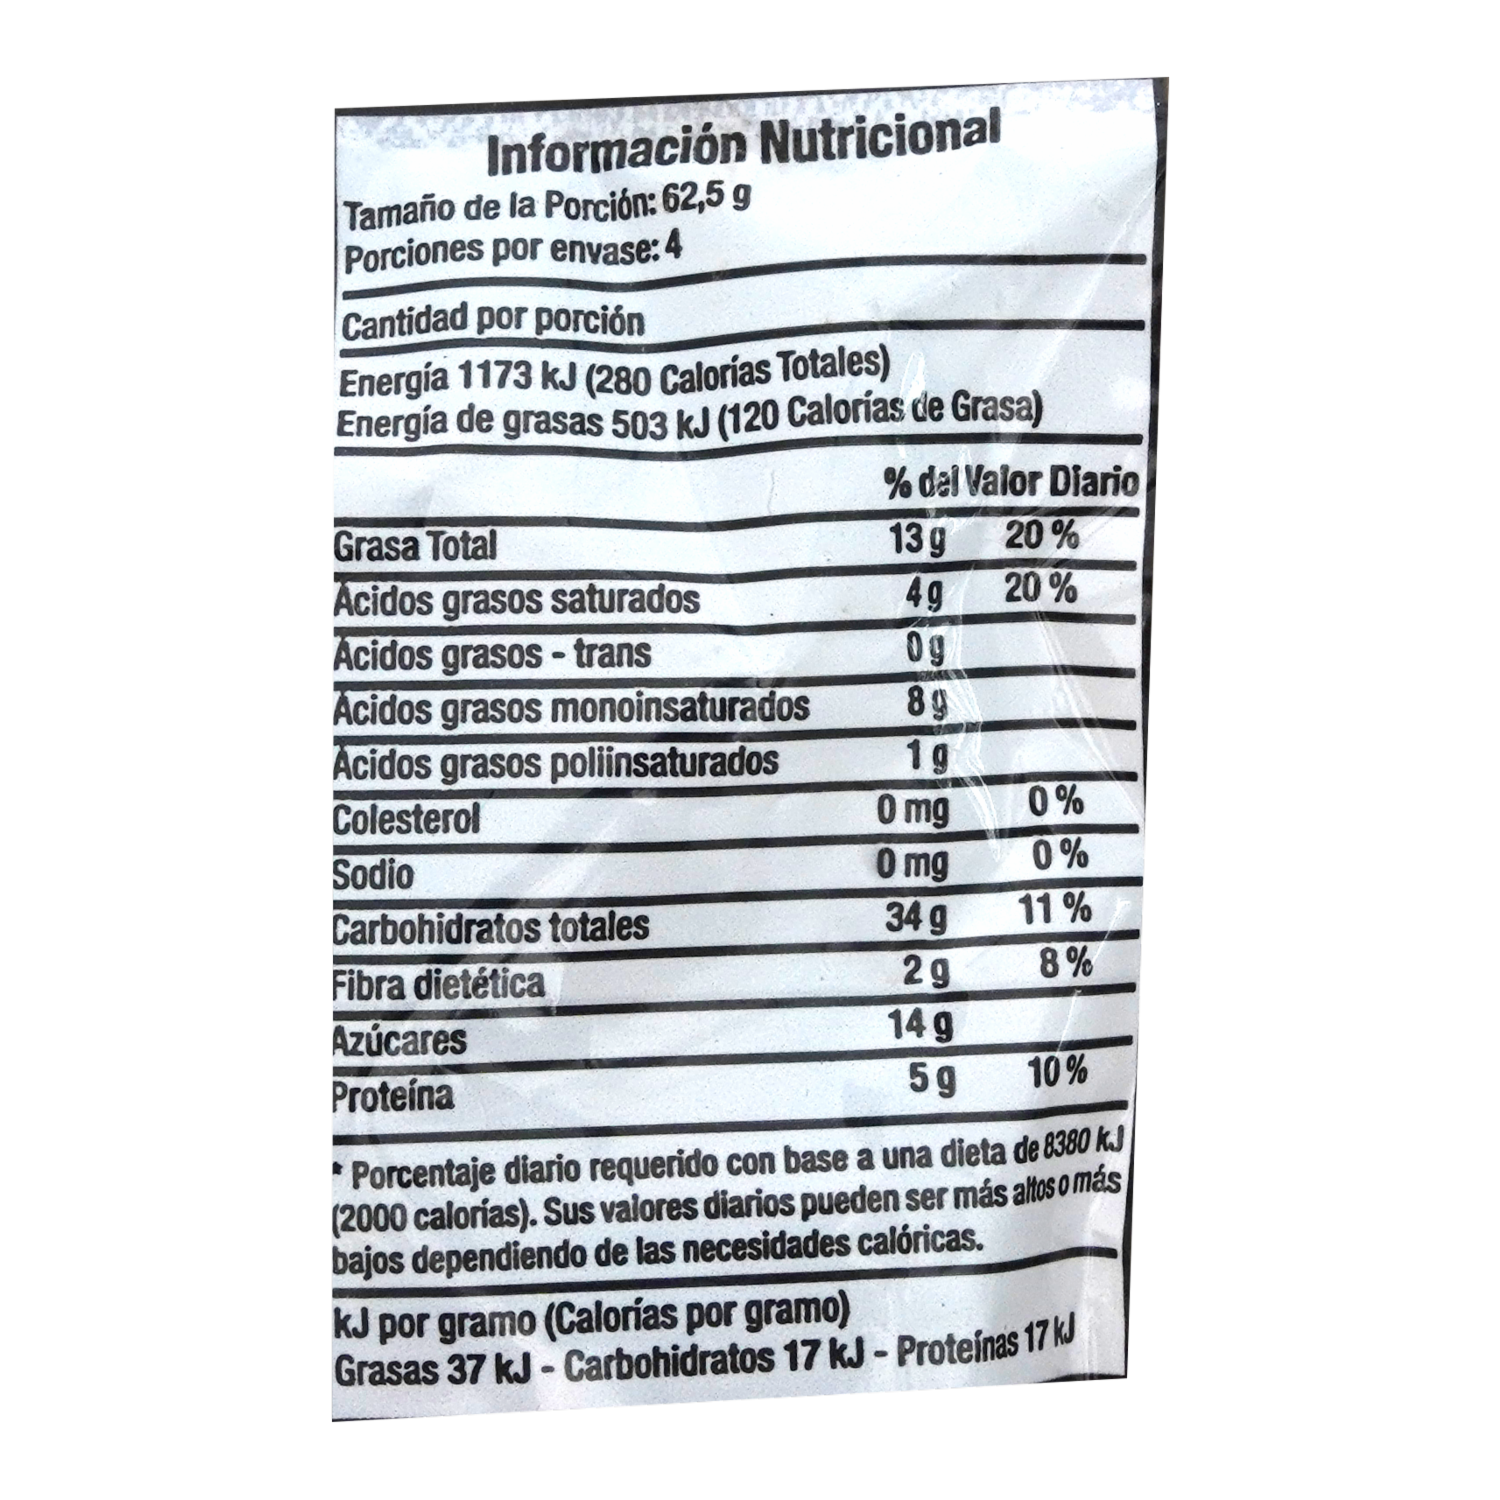 Información Nutricional
Tamaño de la Porción: 62,5 g
Porciones por envase: 4
Cantidad por porción
Energía 1173 kJ (280 Calorías Totales)
Energía de grasas 503 kJ (120 Calorías de Grasa)
% del Valor Diario
Grasa Total 13 g 20 %
Ácidos grasos saturados 4 g 20 %
Ácidos grasos - trans 0 g
Ácidos grasos monoinsaturados 8 g
Ácidos grasos poliinsaturados 1 g
Colesterol 0 mg 0 %
Sodio 0 mg 0 %
Carbohidratos totales 34 g 11 %
Fibra dietética 2 g 8 %
Azúcares 14 g
Proteína 5 g 10 %
* Porcentaje diario requerido con base a una dieta de 8380 kJ
(2000 calorías). Sus valores diarios pueden ser más altos o más
bajos dependiendo de las necesidades calóricas.
kJ por gramo (Calorías por gramo)
Grasas 37 kJ - Carbohidratos 17 kJ - Proteínas 17 kJ